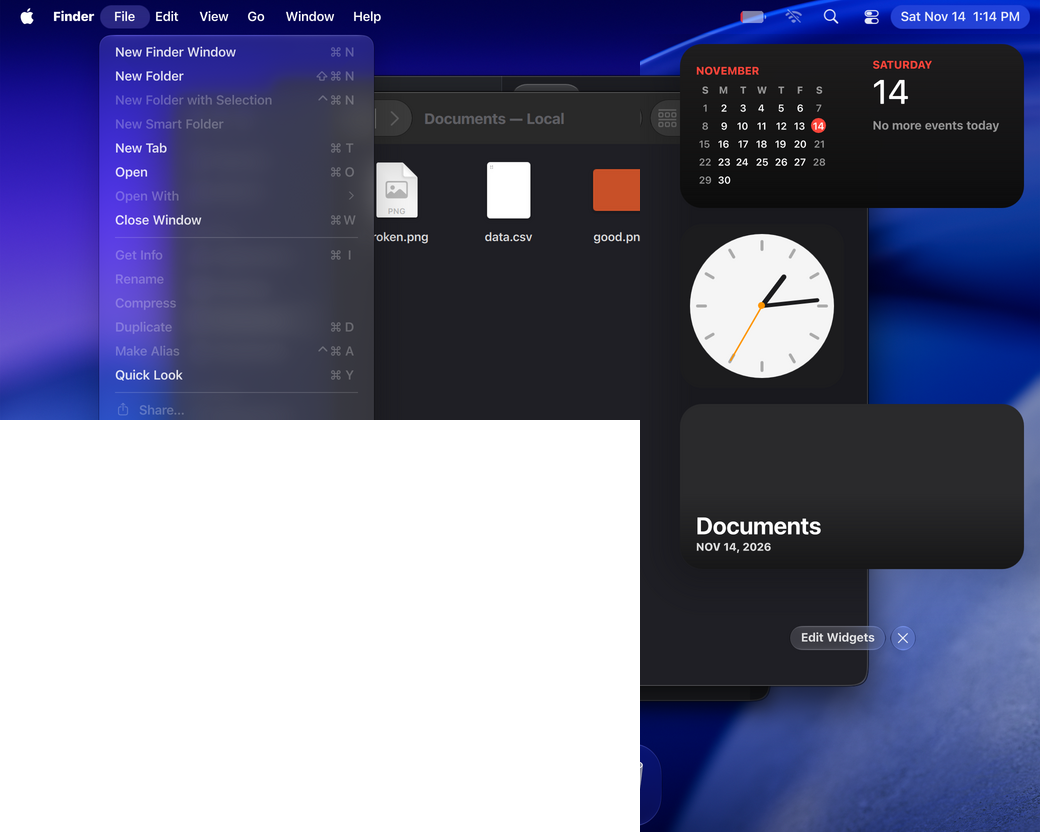 Finder File Edit View Go Window Help Sat Nov 14 1:14 PM
New Finder Window ⌘ N
New Folder ⇧⌘ N
New Folder with Selection ^⌘ N
New Smart Folder
New Tab ⌘ T
Open ⌘ O
Open With
Close Window ⌘ W
Get Info ⌘ I
Rename
Compress
Duplicate ⌘ D
Make Alias ^⌘ A
Quick Look ⌘ Y
Share...
Documents — Local
PNG
roken.png data.csv good.pn
NOVEMBER
S M T W T F S
1 2 3 4 5 6 7
8 9 10 11 12 13 14
15 16 17 18 19 20 21
22 23 24 25 26 27 28
29 30
SATURDAY
14
No more events today
Documents
NOV 14, 2026
Edit Widgets